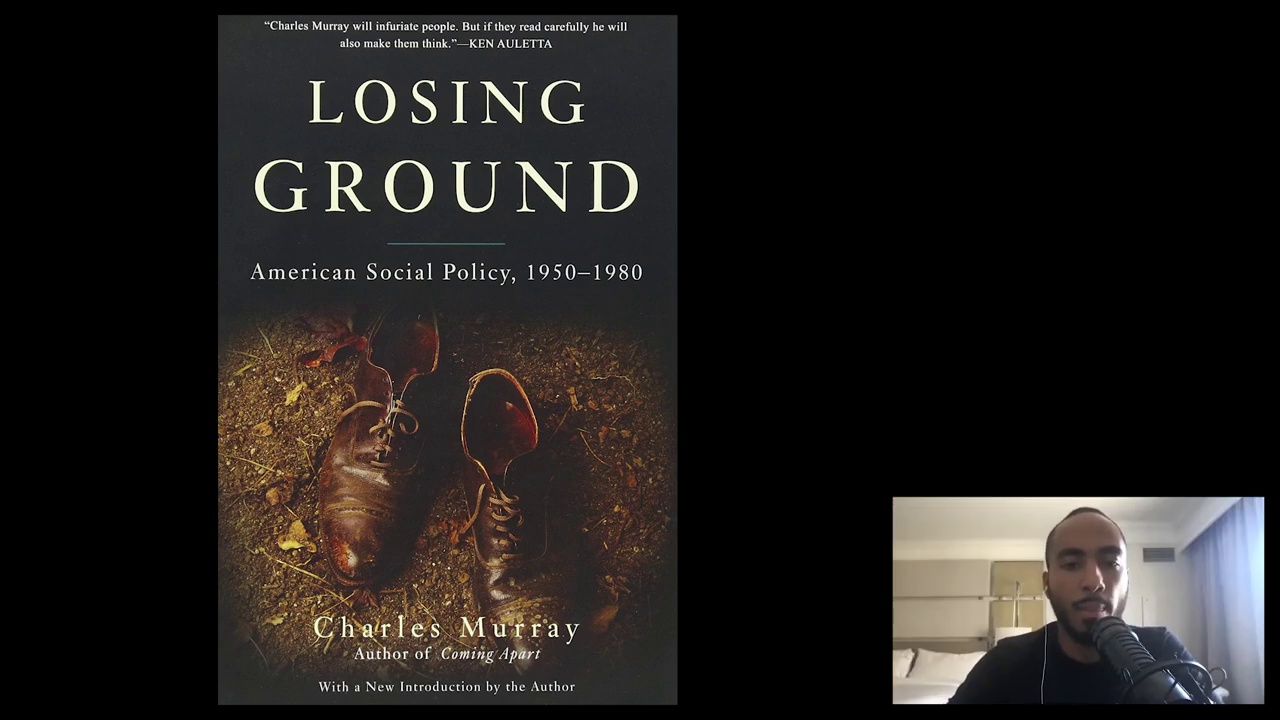 “Charles Murray will infuriate people. But if they read carefully he will
also make them think.”—KEN AULETTA
LOSING
GROUND
American Social Policy, 1950–1980
Charles Murray
Author of Coming Apart
With a New Introduction by the Author